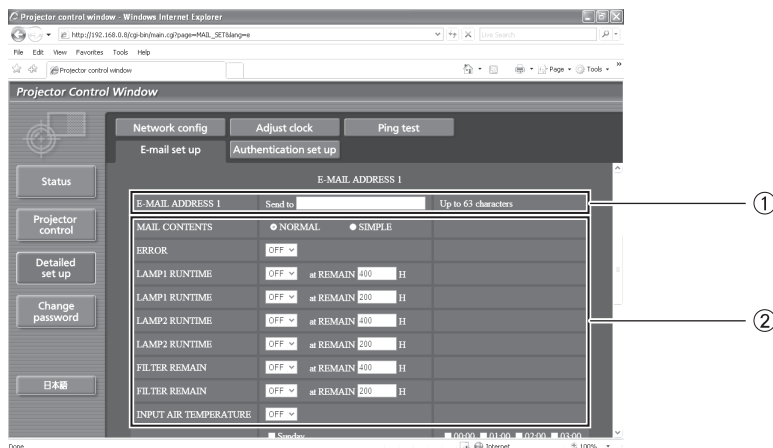 Projector control window - Windows Internet Explorer
http://192.168.0.8/cgi-bin/main.cgi?page=MAIL_SET&lang=e
Live Search
File Edit View Favorites Tools Help
Projector control window
Page Tools »
Projector Control Window
Network config Adjust clock Ping test
E-mail set up Authentication set up
Status
Projector control
Detailed set up
Change password
日本語
E-MAIL ADDRESS 1
E-MAIL ADDRESS 1 Send to Up to 63 characters
MAIL CONTENTS NORMAL SIMPLE
ERROR OFF
LAMP1 RUNTIME OFF at REMAIN 400 H
LAMP1 RUNTIME OFF at REMAIN 200 H
LAMP2 RUNTIME OFF at REMAIN 400 H
LAMP2 RUNTIME OFF at REMAIN 200 H
FILTER REMAIN OFF at REMAIN 400 H
FILTER REMAIN OFF at REMAIN 200 H
INPUT AIR TEMPERATURE OFF
Sunday 00:00 01:00 02:00 03:00
Done Internet 100%
①
②